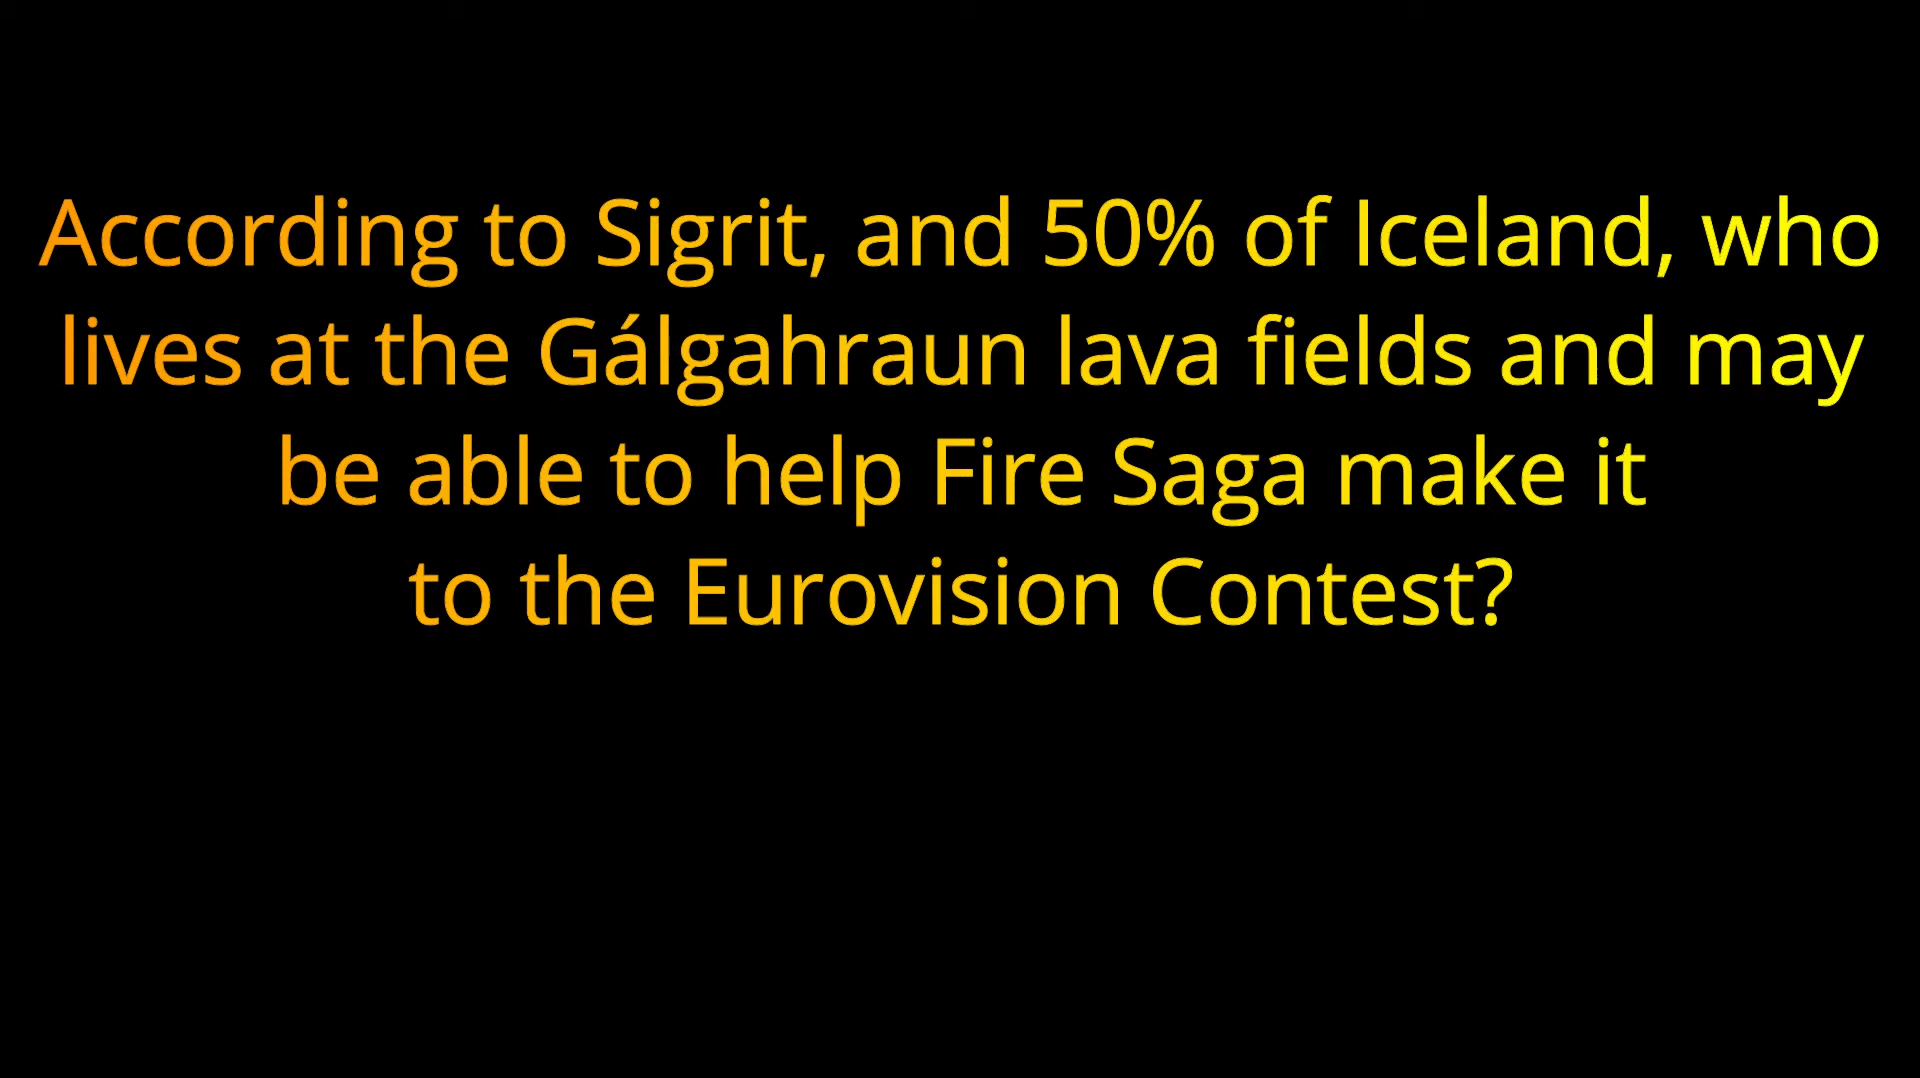 According to Sigrit, and 50% of Iceland, who
lives at the Gálgahraun lava fields and may
be able to help Fire Saga make it
to the Eurovision Contest?